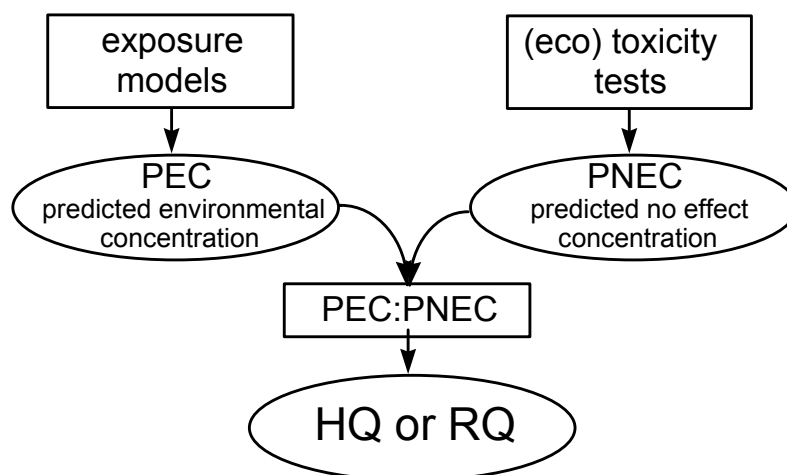 exposure
models
(eco) toxicity
tests
PEC
predicted environmental
concentration
PNEC
predicted no effect
concentration
PEC:PNEC
HQ or RQ